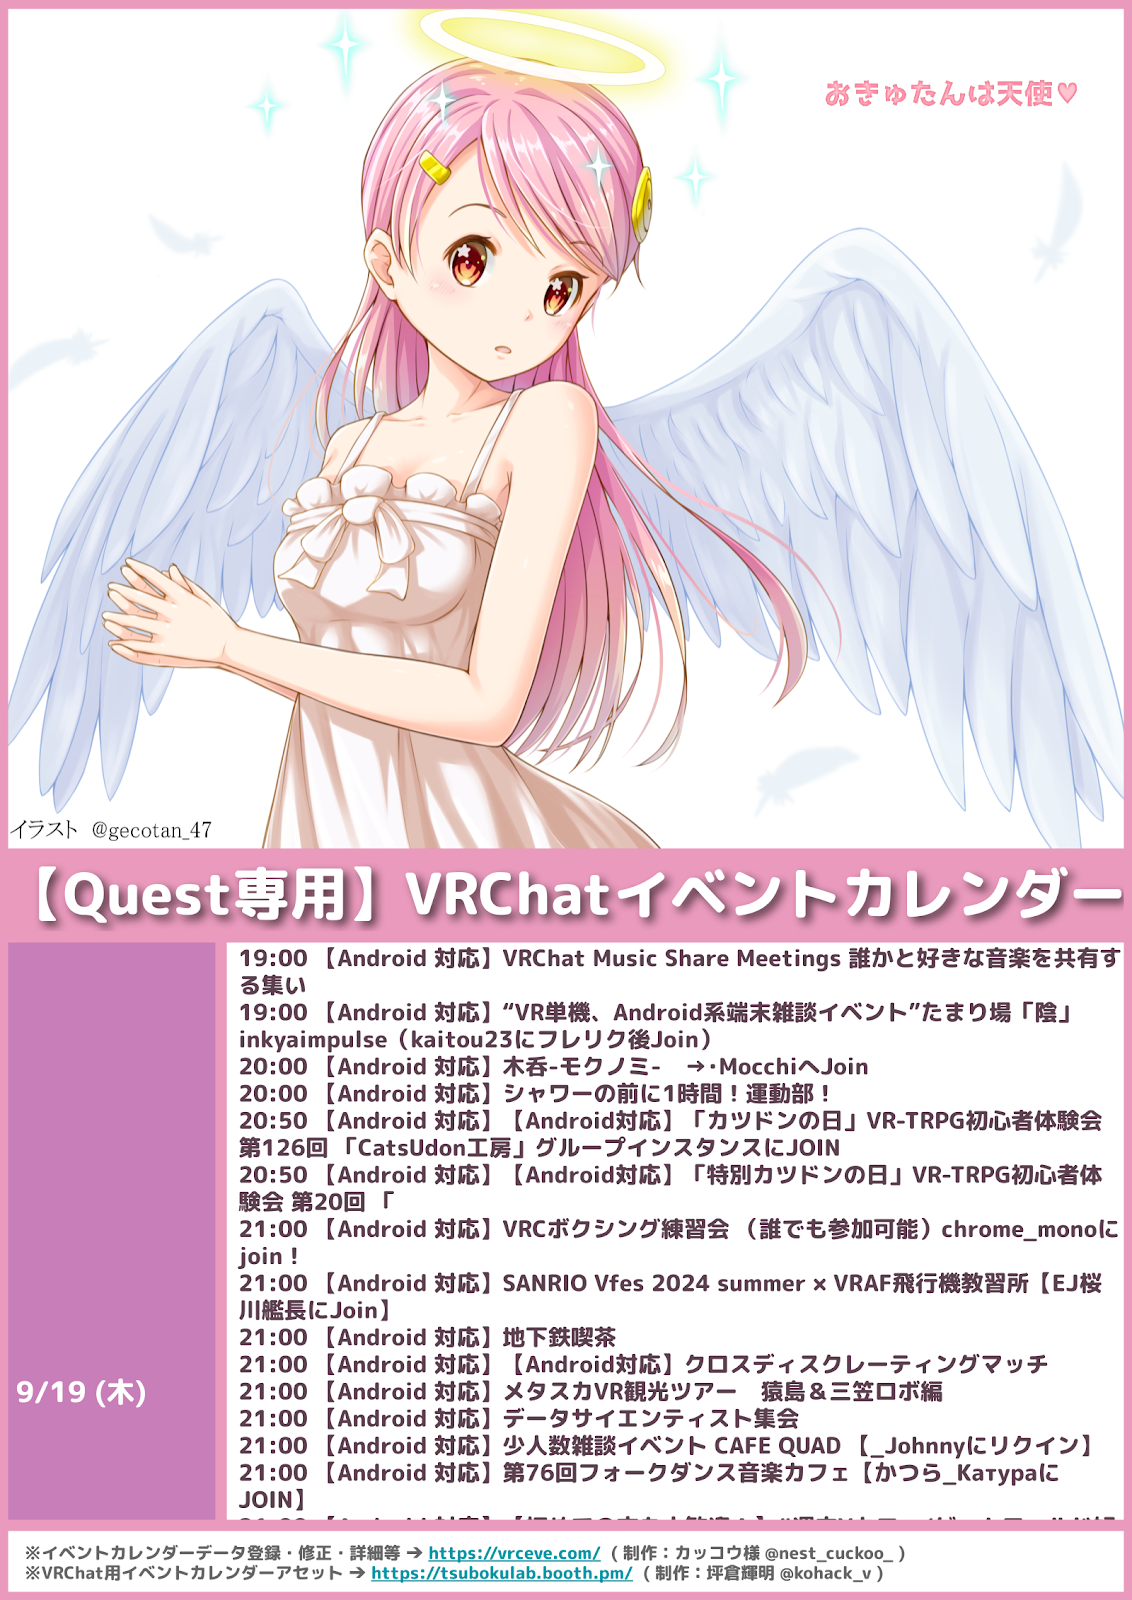 おきゅたんは天使♥
イラスト @gecotan_47
【Quest専用】VRChatイベントカレンダー
9/19 (木)
19:00 【Android 対応】VRChat Music Share Meetings 誰かと好きな音楽を共有す
る集い
19:00 【Android 対応】“VR単機、Android系端末雑談イベント”たまり場「陰」
inkyaimpulse（kaitou23にフレリク後Join）
20:00 【Android 対応】木呑-モクノミ-　→･MocchiへJoin
20:00 【Android 対応】シャワーの前に1時間！運動部！
20:50 【Android 対応】【Android対応】「カツドンの日」VR-TRPG初心者体験会
第126回 「CatsUdon工房」グループインスタンスにJOIN
20:50 【Android 対応】【Android対応】「特別カツドンの日」VR-TRPG初心者体
験会 第20回 「
21:00 【Android 対応】VRCボクシング練習会 （誰でも参加可能）chrome_monoに
join！
21:00 【Android 対応】SANRIO Vfes 2024 summer × VRAF飛行機教習所【EJ桜
川艦長にJoin】
21:00 【Android 対応】地下鉄喫茶
21:00 【Android 対応】【Android対応】クロスディスクレーティングマッチ
21:00 【Android 対応】メタスカVR観光ツアー　猿島＆三笠ロボ編
21:00 【Android 対応】データサイエンティスト集会
21:00 【Android 対応】少人数雑談イベント CAFE QUAD 【_Johnnyにリクイン】
21:00 【Android 対応】第76回フォークダンス音楽カフェ【かつら_Катураに
JOIN】
※イベントカレンダーデータ登録・修正・詳細等 ➔ https://vrceve.com/ （制作：カッコウ様 @nest_cuckoo_ ）
※VRChat用イベントカレンダーアセット ➔ https://tsubokulab.booth.pm/ （制作：坪倉輝明 @kohack_v ）